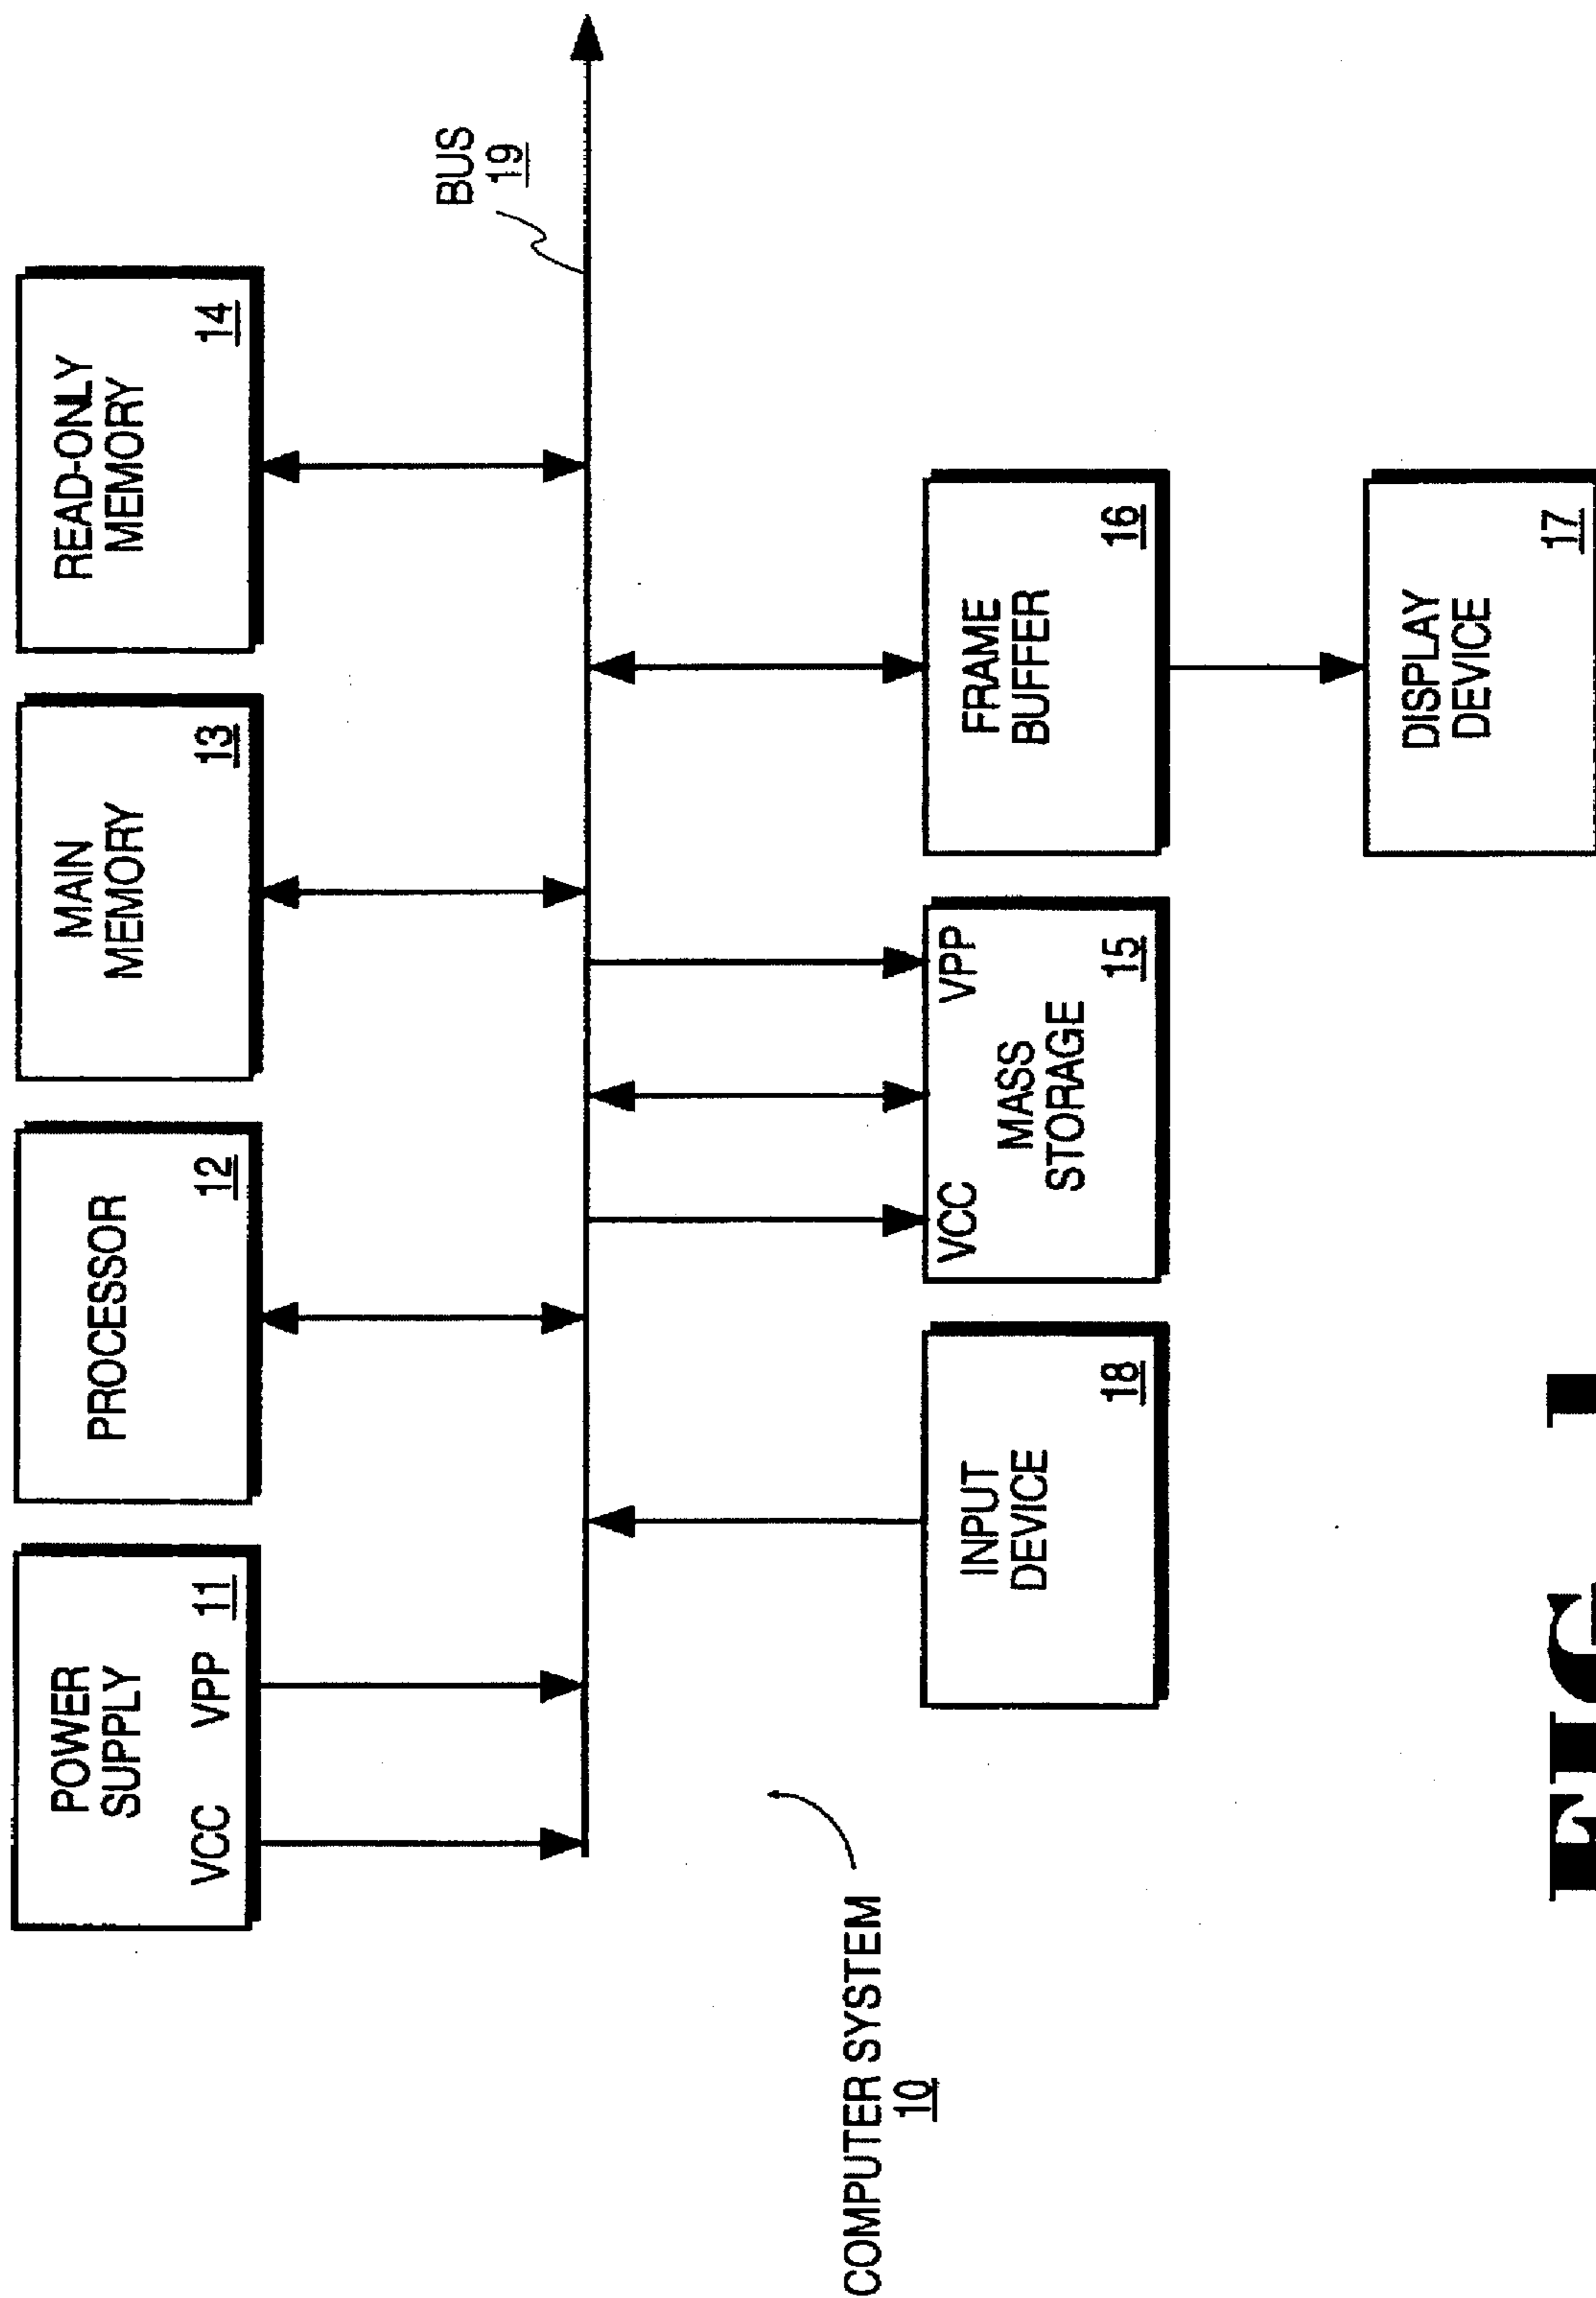 POWER
SUPPLY
VCC VPP 11
PROCESSOR
12
MAIN
MEMORY
13
READ-ONLY
MEMORY
14
BUS
19
INPUT
DEVICE
18
VCC VPP
MASS
STORAGE
15
FRAME
BUFFER
16
DISPLAY
DEVICE
17
COMPUTER SYSTEM
10